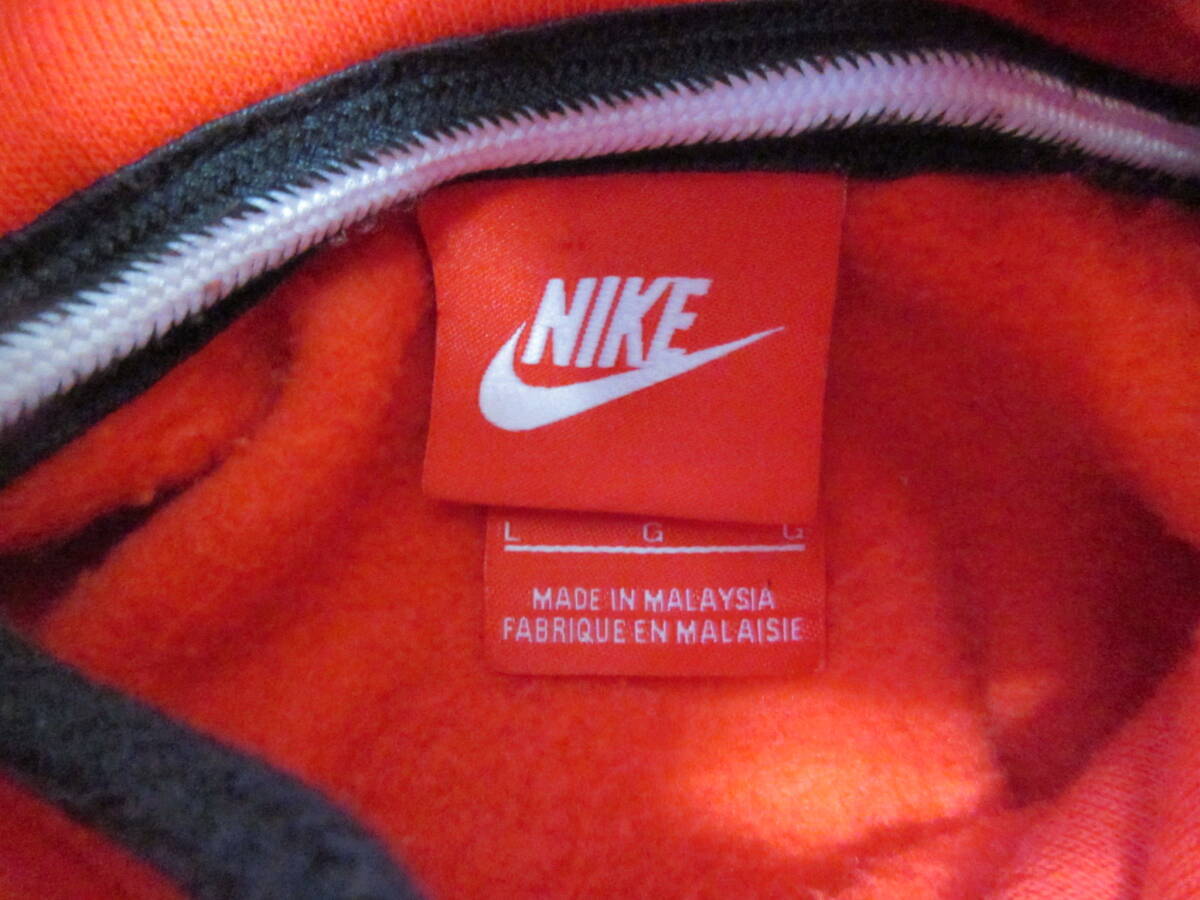 NIKE
L G G
MADE IN MALAYSIA
FABRIQUE EN MALAISIE